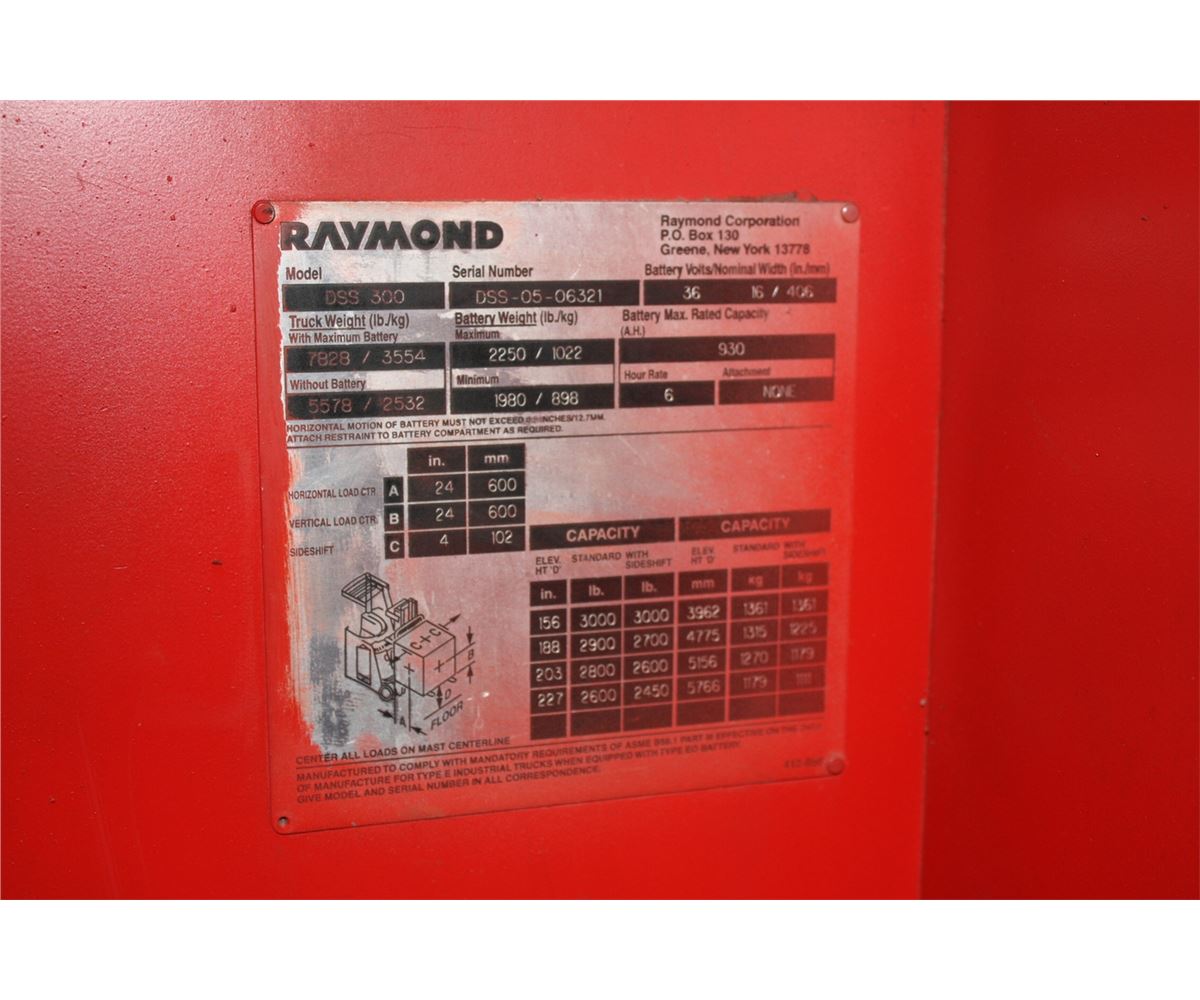 RAYMOND
Raymond Corporation
P.O. Box 130
Greene, New York 13778
Model
Serial Number
Battery Volts/Nominal Width (in./mm)
DSS 300
DSS-05-06321
36 16 / 406
Truck Weight (lb./kg)
Battery Weight (lb./kg)
Battery Max. Rated Capacity
With Maximum Battery
Maximum
(A.H.)
7828 / 3554
2250 / 1022
930
Without Battery
Minimum
Hour Rate
Attachment
5578 / 2532
1980 / 898
6
NONE
HORIZONTAL MOTION OF BATTERY MUST NOT EXCEED INCHES/12.7MM.
ATTACH RESTRAINT TO BATTERY COMPARTMENT AS REQUIRED.
in. mm
HORIZONTAL LOAD CTR. A 24 600
VERTICAL LOAD CTR. B 24 600
SIDESHIFT C 4 102
CAPACITY CAPACITY
ELEV. STANDARD WITH ELEV. STANDARD WITH
HT 'D' SIDESHIFT HT 'D' SIDESHIFT
in. lb. lb. mm kg kg
156 3000 3000 3962 1361 1361
188 2900 2700 4775 1315 1225
203 2800 2600 5156 1270 1179
227 2600 2450 5766 1179 1111
C+C
B
D
A
FLOOR
CENTER ALL LOADS ON MAST CENTERLINE
MANUFACTURED TO COMPLY WITH MANDATORY REQUIREMENTS OF ASME B56.1 PART III EFFECTIVE ON THE DATE
OF MANUFACTURE FOR TYPE E INDUSTRIAL TRUCKS WHEN EQUIPPED WITH TYPE EO BATTERY.
GIVE MODEL AND SERIAL NUMBER IN ALL CORRESPONDENCE.